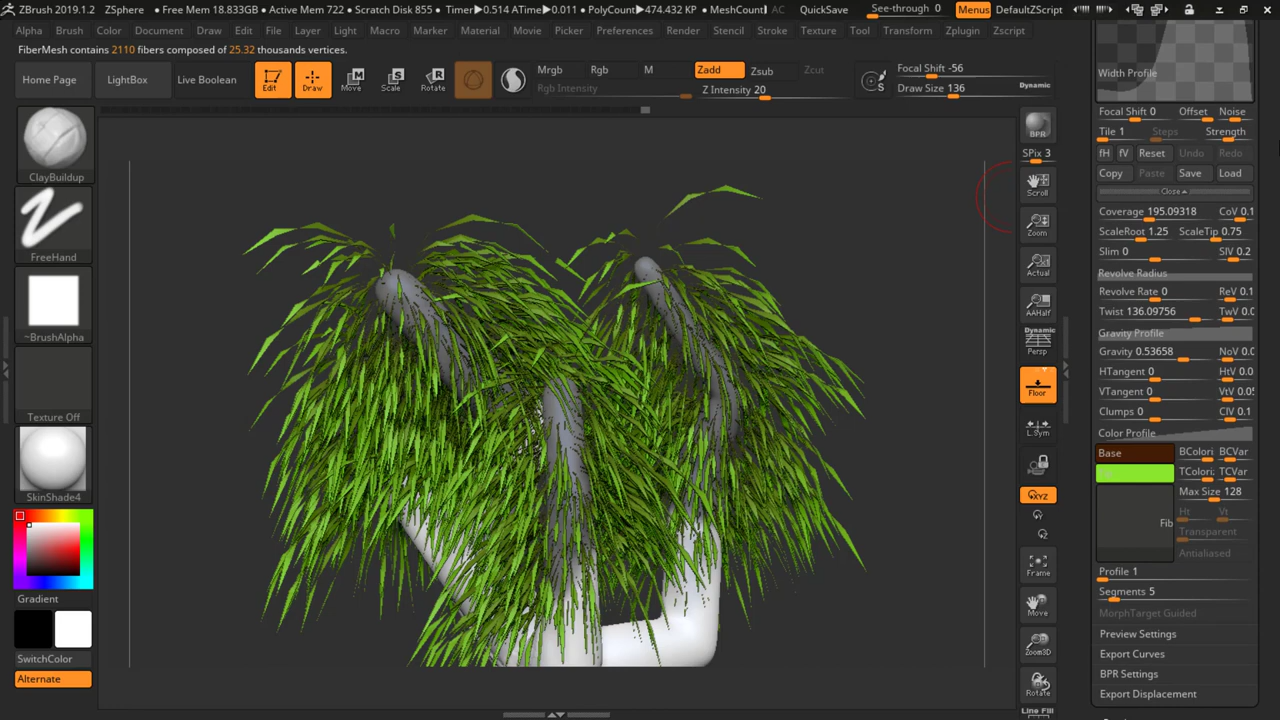 ZBrush 2019.1.2 ZSphere • Free Mem 18.833GB • Active Mem 722 • Scratch Disk 855 • Timer▶0.514 ATime▶0.011 • PolyCount▶474.432 KP • MeshCount▶ AC QuickSave See-through 0 Menus DefaultZScript
Alpha Brush Color Document Draw Edit File Layer Light Macro Marker Material Movie Picker Preferences Render Stencil Stroke Texture Tool Transform Zplugin Zscript
FiberMesh contains 2110 fibers composed of 25.32 thousands vertices.
Home Page LightBox Live Boolean Edit Draw Move Scale Rotate
Mrgb Rgb M Zadd Zsub Zcut
Rgb Intensity Z Intensity 20
Focal Shift -56
Draw Size 136 Dynamic
ClayBuildup
FreeHand
~BrushAlpha
Texture Off
SkinShade4
Gradient
SwitchColor
Alternate
BPR
SPix 3
Scroll
Zoom
Actual
AAHalf
Dynamic
Persp
Floor
L.Sym
XYZ
Frame
Move
Zoom3D
Rotate
Line Fill
Width Profile
Focal Shift 0 Offset Noise
Tile 1 Steps Strength
fH fV Reset Undo Redo
Copy Paste Save Load
Close
Coverage 195.09318 CoV 0.1
ScaleRoot 1.25 ScaleTip 0.75
Slim 0 SlV 0.2
Revolve Radius
Revolve Rate 0 ReV 0.1
Twist 136.09756 TwV 0.0
Gravity Profile
Gravity 0.53658 NoV 0.0
HTangent 0 HtV 0.0
VTangent 0 VtV 0.05
Clumps 0 ClV 0.1
Color Profile
Base BColori BCVar
TColori: TCVar
Max Size 128
Ht Vt
Fib Transparent
Antialiased
Profile 1
Segments 5
MorphTarget Guided
Preview Settings
Export Curves
BPR Settings
Export Displacement